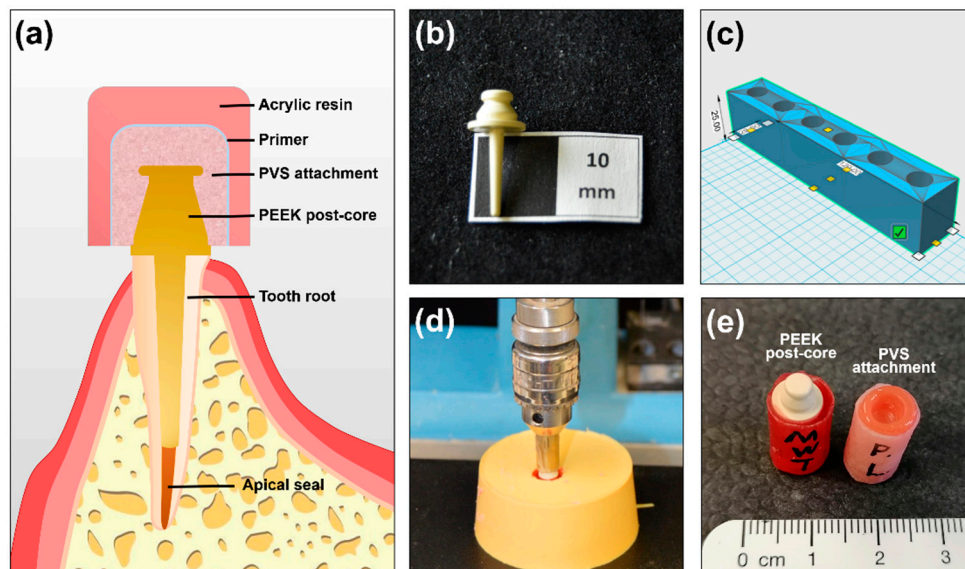 (a)
Acrylic resin
Primer
PVS attachment
PEEK post-core
Tooth root
Apical seal
(b)
10
mm
(c)
25.00
(d)
(e)
PEEK
post-core
PVS
attachment
MWT
P.
L.
0 cm 1 2 3